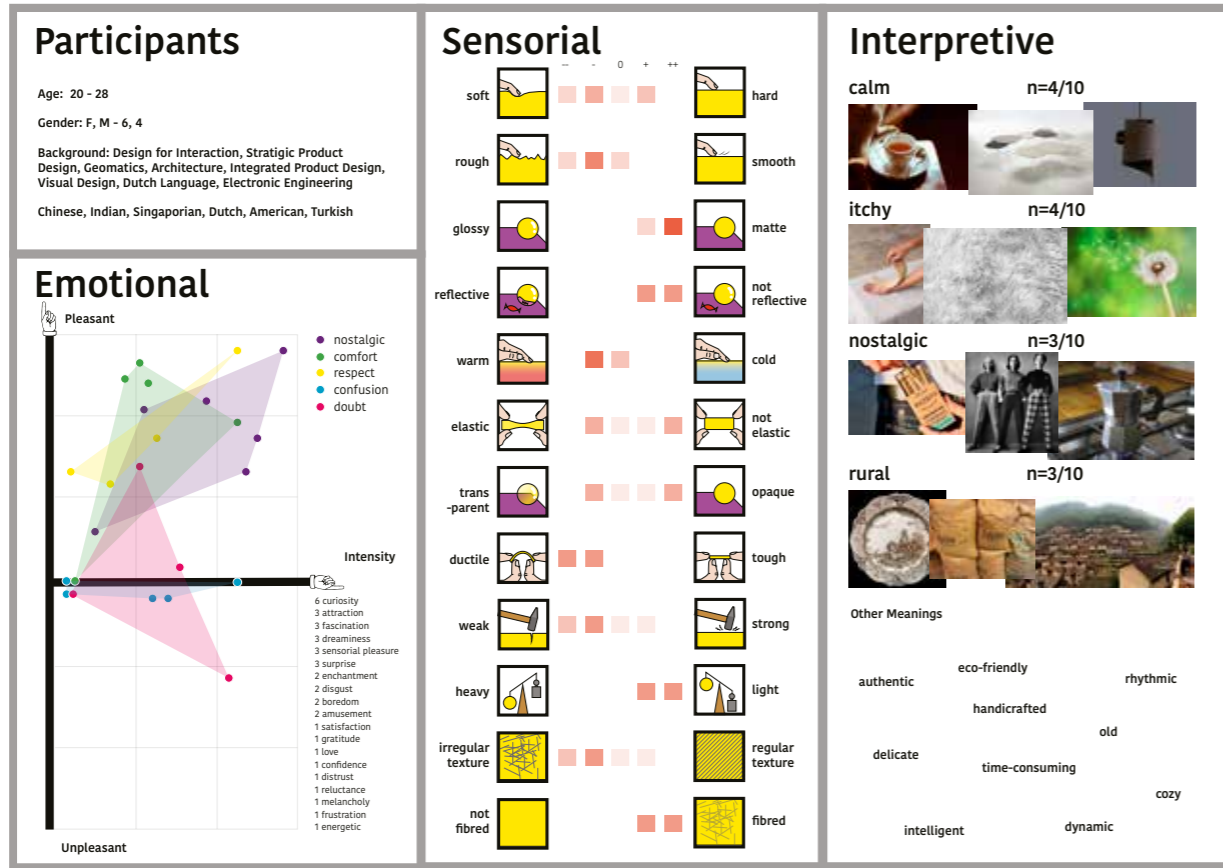 Participants
Age: 20 - 28
Gender: F, M - 6, 4
Background: Design for Interaction, Stratigic Product
Design, Geomatics, Architecture, Integrated Product Design,
Visual Design, Dutch Language, Electronic Engineering
Chinese, Indian, Singaporian, Dutch, American, Turkish
Emotional
Pleasant
nostalgic
comfort
respect
confusion
doubt
Intensity
6 curiosity
3 attraction
3 fascination
3 dreaminess
3 sensorial pleasure
3 surprise
2 enchantment
2 disgust
2 boredom
2 amusement
1 satisfaction
1 gratitude
1 love
1 confidence
1 distrust
1 reluctance
1 melancholy
1 frustration
1 energetic
Unpleasant
Sensorial
-- - 0 + ++
soft hard
rough smooth
glossy matte
reflective not
reflective
warm cold
elastic not
elastic
trans
-parent opaque
ductile tough
weak strong
heavy light
irregular
texture
regular
texture
not
fibred
fibred
Interpretive
calm n=4/10
itchy n=4/10
nostalgic n=3/10
rural n=3/10
Other Meanings
eco-friendly
authentic
rhythmic
handicrafted
old
delicate
time-consuming
cozy
intelligent
dynamic